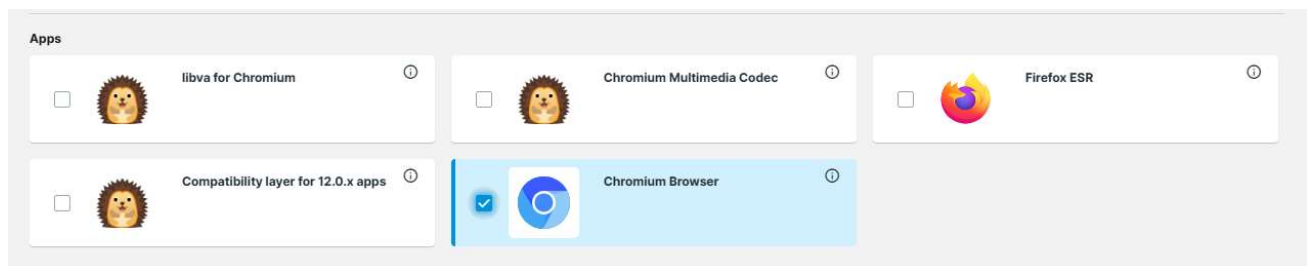 Apps
libva for Chromium
Chromium Multimedia Codec
Firefox ESR
Compatibility layer for 12.0.x apps
Chromium Browser